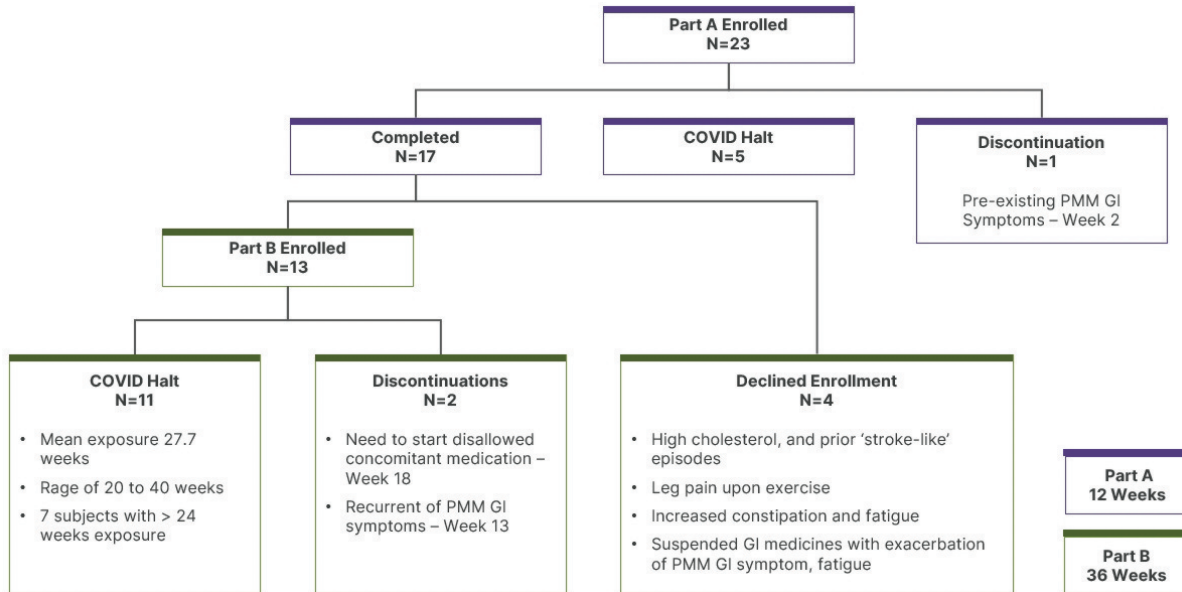 Part A Enrolled
N=23
Completed
N=17
COVID Halt
N=5
Discontinuation
N=1
Pre-existing PMM GI
Symptoms – Week 2
Part B Enrolled
N=13
COVID Halt
N=11
• Mean exposure 27.7
weeks
• Rage of 20 to 40 weeks
• 7 subjects with > 24
weeks exposure
Discontinuations
N=2
• Need to start disallowed
concomitant medication –
Week 18
• Recurrent of PMM GI
symptoms – Week 13
Declined Enrollment
N=4
• High cholesterol, and prior ‘stroke-like’
episodes
• Leg pain upon exercise
• Increased constipation and fatigue
• Suspended GI medicines with exacerbation
of PMM GI symptom, fatigue
Part A
12 Weeks
Part B
36 Weeks